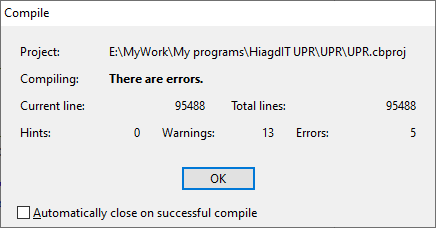 Compile
Project: E:\MyWork\My programs\HiagdIT UPR\UPR\UPR.cbproj
Compiling: There are errors.
Current line: 95488 Total lines: 95488
Hints: 0 Warnings: 13 Errors: 5
OK
Automatically close on successful compile